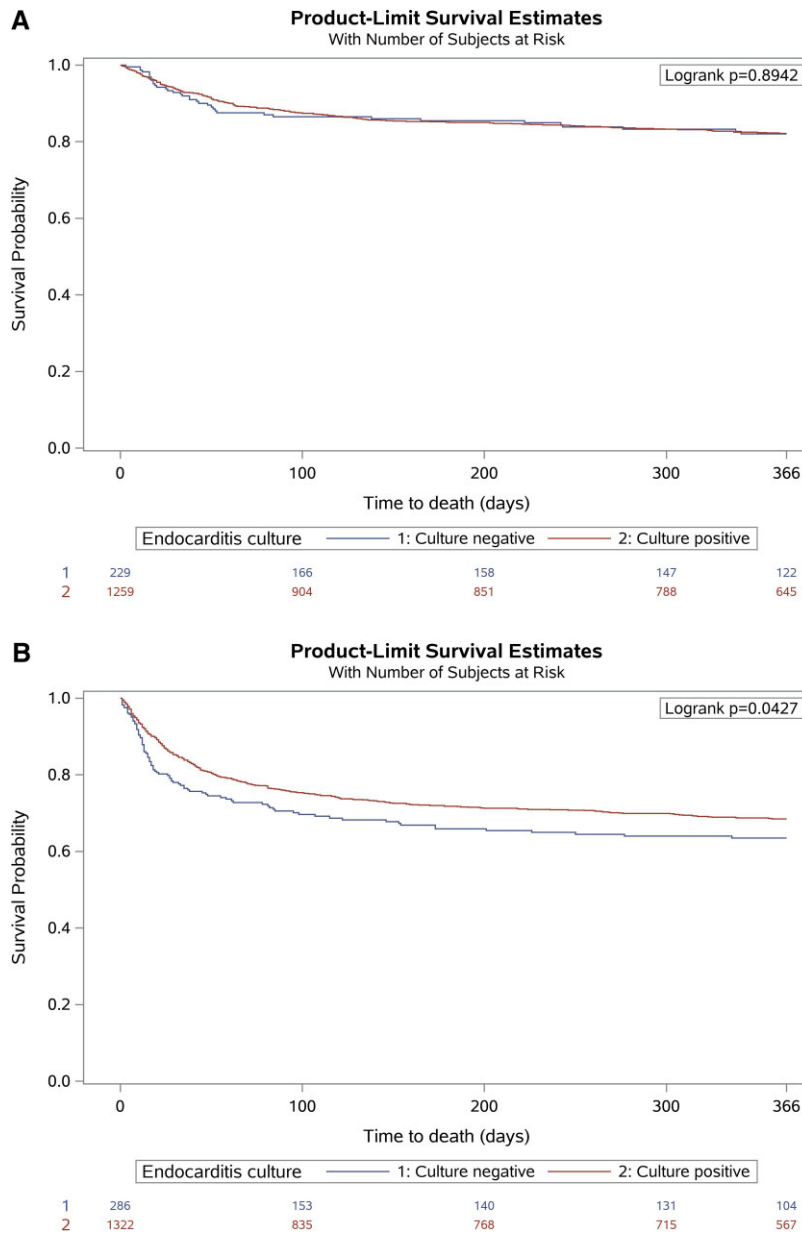 A
Product-Limit Survival Estimates
With Number of Subjects at Risk
Logrank p=0.8942
1.0
0.8
0.6
0.4
0.2
0.0
Survival Probability
0 100 200 300 366
Time to death (days)
Endocarditis culture 1: Culture negative 2: Culture positive
1 229 166 158 147 122
2 1259 904 851 788 645
B
Product-Limit Survival Estimates
With Number of Subjects at Risk
Logrank p=0.0427
1.0
0.8
0.6
0.4
0.2
0.0
Survival Probability
0 100 200 300 366
Time to death (days)
Endocarditis culture 1: Culture negative 2: Culture positive
1 286 153 140 131 104
2 1322 835 768 715 567